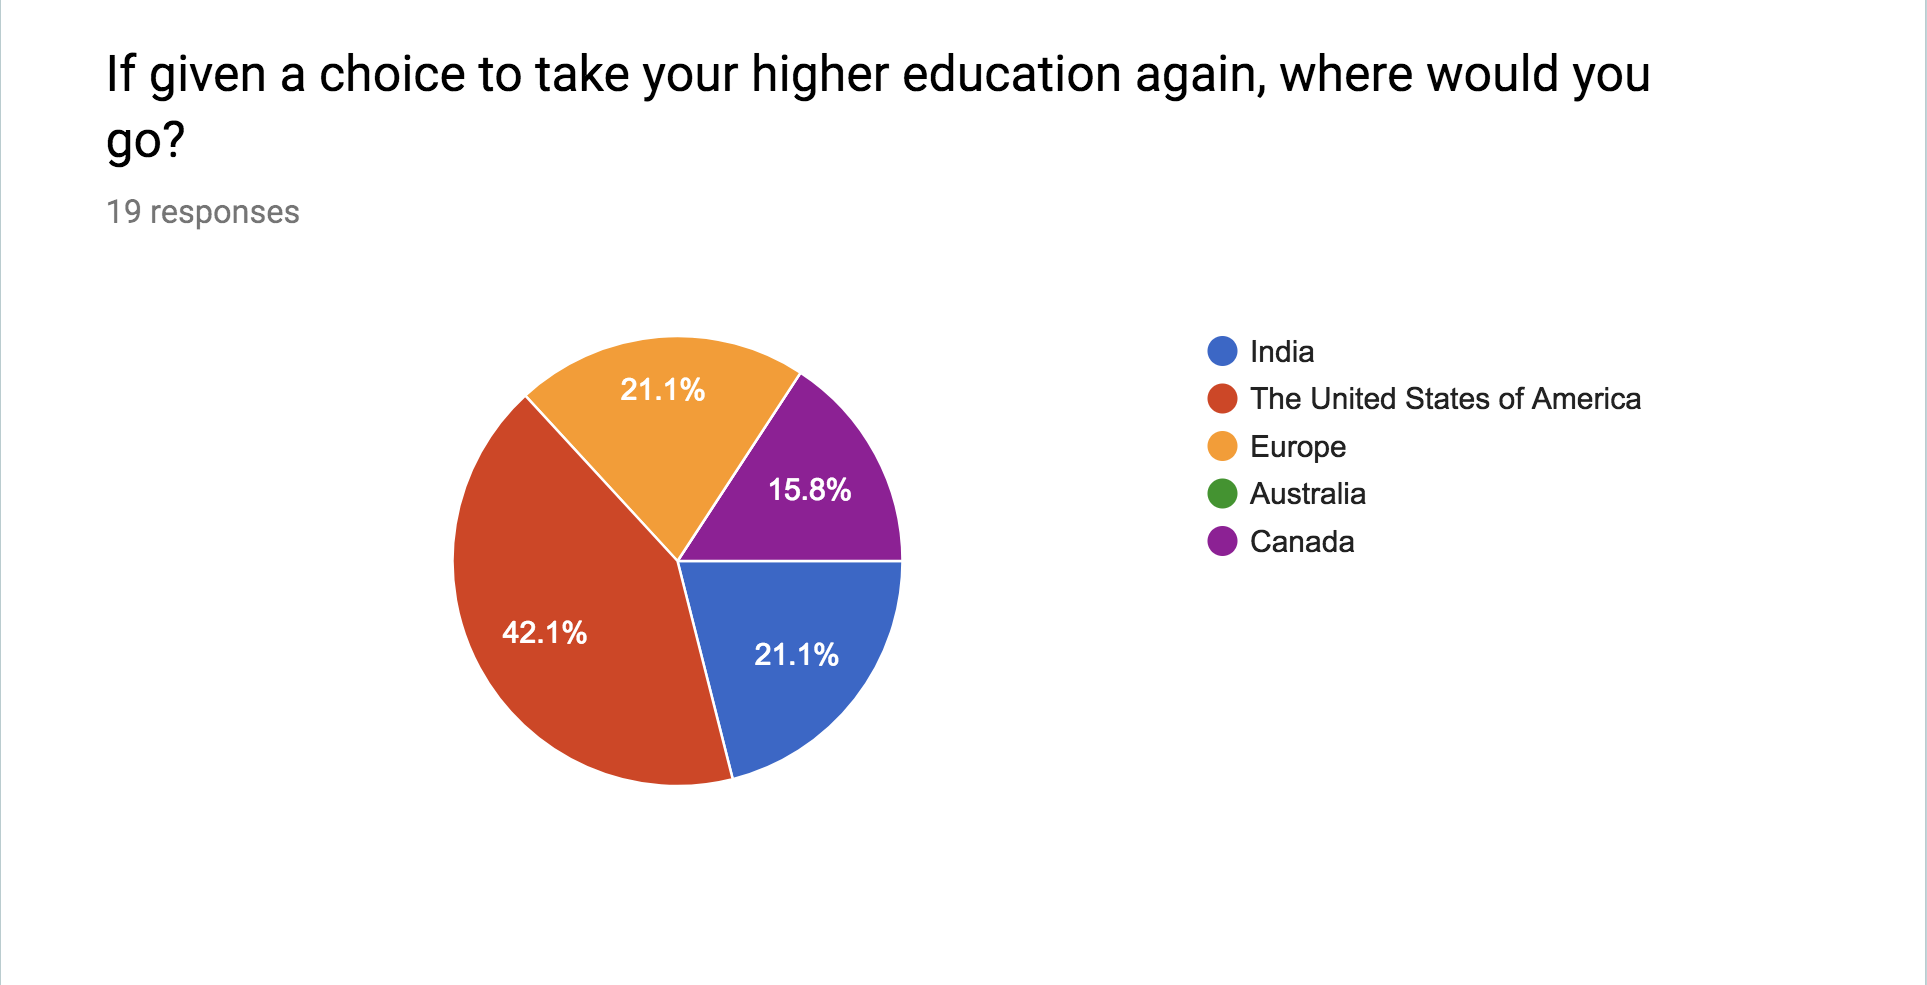 If given a choice to take your higher education again, where would you
go?
19 responses
21.1%
15.8%
42.1%
21.1%
India
The United States of America
Europe
Australia
Canada